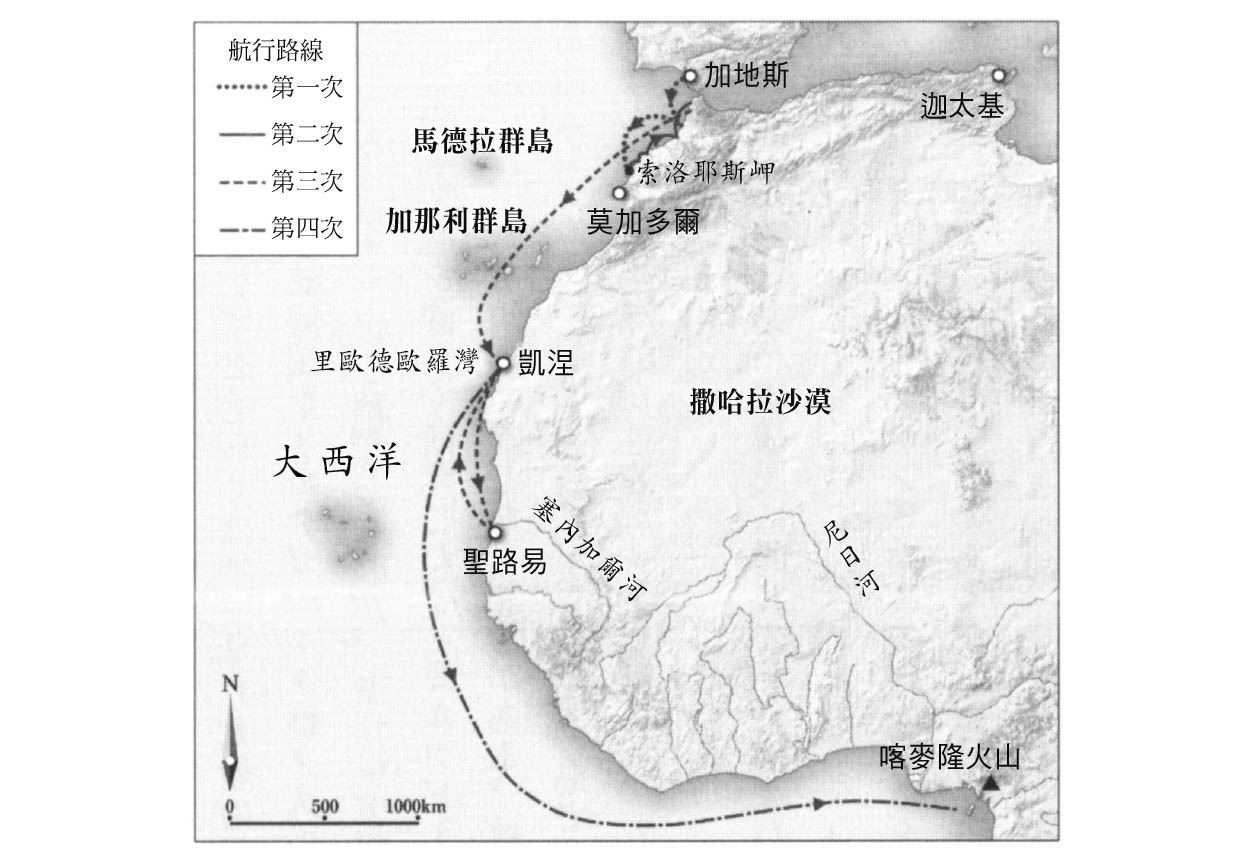 航行路線
第一次
第二次
第三次
第四次
加地斯
迦太基
馬德拉群島
索洛耶斯岬
加那利群島
莫加多爾
里歐德歐羅灣
凱涅
撒哈拉沙漠
大西洋
塞內加爾河
尼日河
聖路易
喀麥隆火山
N
0 500 1000km